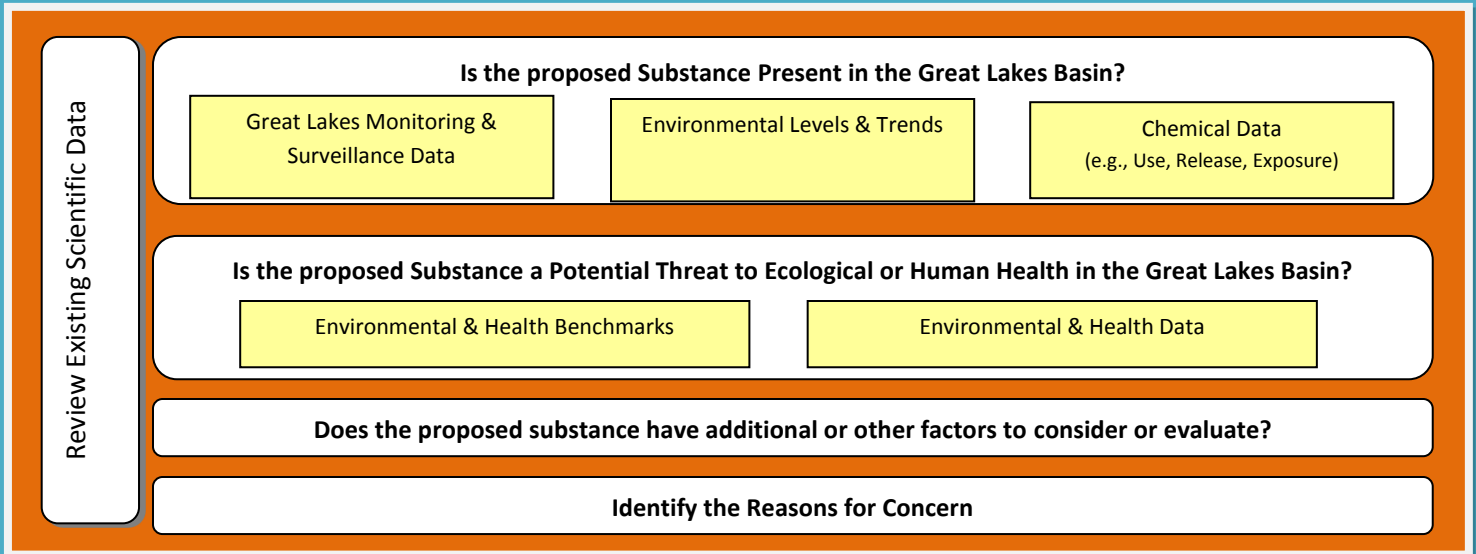 Review Existing Scientific Data
Is the proposed Substance Present in the Great Lakes Basin?
Great Lakes Monitoring &
Surveillance Data
Environmental Levels & Trends
Chemical Data
(e.g., Use, Release, Exposure)
Is the proposed Substance a Potential Threat to Ecological or Human Health in the Great Lakes Basin?
Environmental & Health Benchmarks
Environmental & Health Data
Does the proposed substance have additional or other factors to consider or evaluate?
Identify the Reasons for Concern